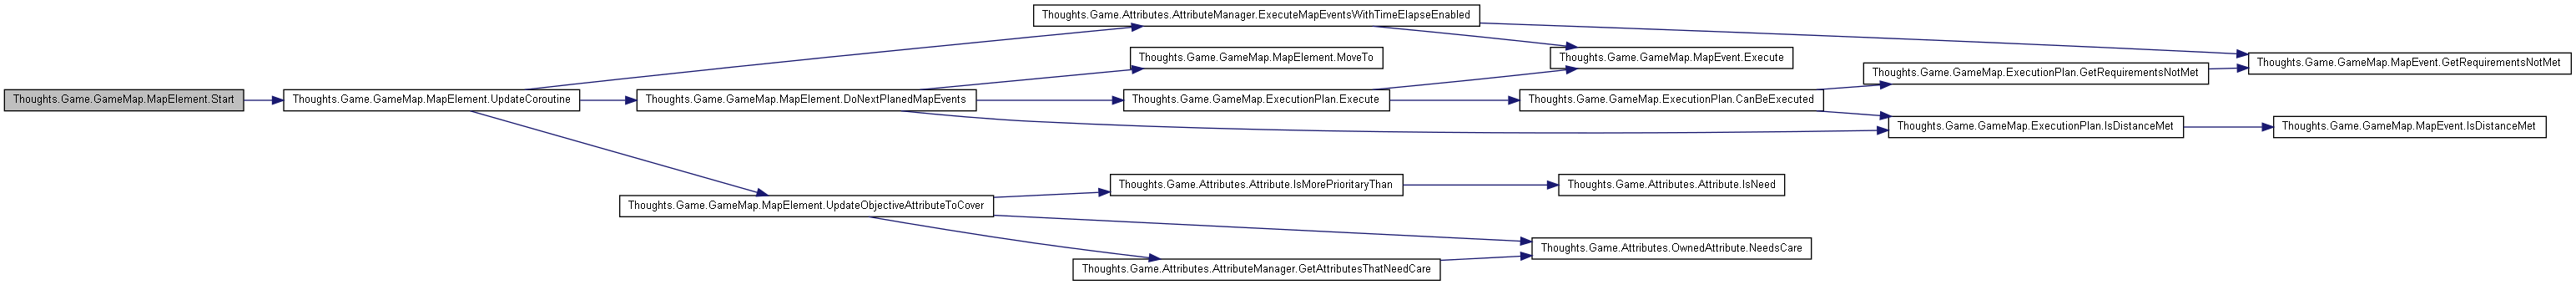 Thoughts.Game.GameMap.MapElement.Start
Thoughts.Game.GameMap.MapElement.UpdateCoroutine
Thoughts.Game.Attributes.AttributeManager.ExecuteMapEventsWithTimeElapseEnabled
Thoughts.Game.GameMap.MapElement.MoveTo
Thoughts.Game.GameMap.MapElement.DoNextPlanedMapEvents
Thoughts.Game.GameMap.ExecutionPlan.Execute
Thoughts.Game.GameMap.MapEvent.Execute
Thoughts.Game.GameMap.ExecutionPlan.CanBeExecuted
Thoughts.Game.GameMap.ExecutionPlan.GetRequirementsNotMet
Thoughts.Game.GameMap.MapEvent.GetRequirementsNotMet
Thoughts.Game.GameMap.ExecutionPlan.IsDistanceMet
Thoughts.Game.GameMap.MapEvent.IsDistanceMet
Thoughts.Game.GameMap.MapElement.UpdateObjectiveAttributeToCover
Thoughts.Game.Attributes.Attribute.IsMorePrioritaryThan
Thoughts.Game.Attributes.Attribute.IsNeed
Thoughts.Game.Attributes.OwnedAttribute.NeedsCare
Thoughts.Game.Attributes.AttributeManager.GetAttributesThatNeedCare